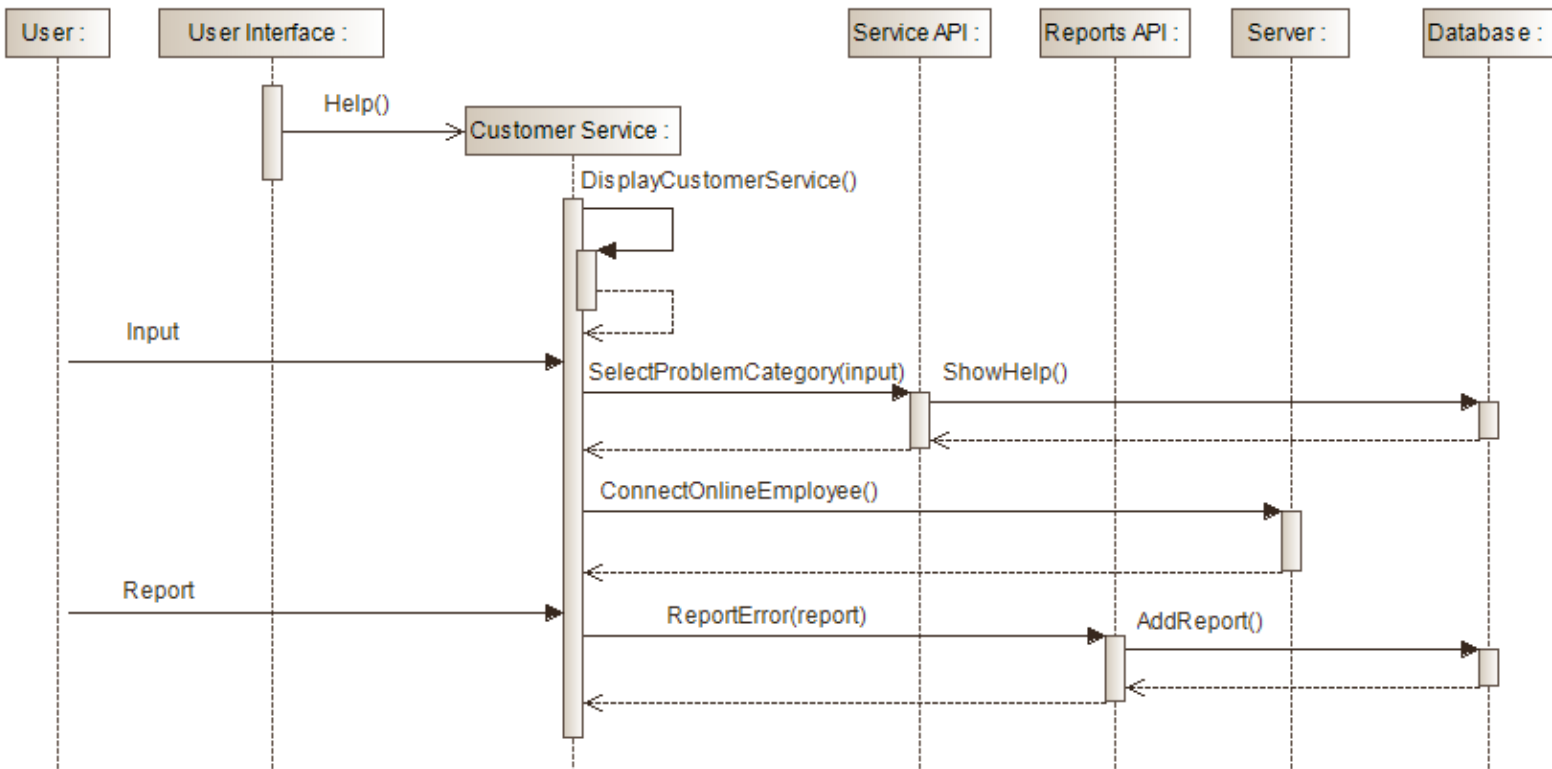 User :
User Interface :
Service API :
Reports API :
Server :
Database :
Help()
Customer Service :
DisplayCustomerService()
Input
SelectProblemCategory(input)
ShowHelp()
ConnectOnlineEmployee()
Report
ReportError(report)
AddReport()